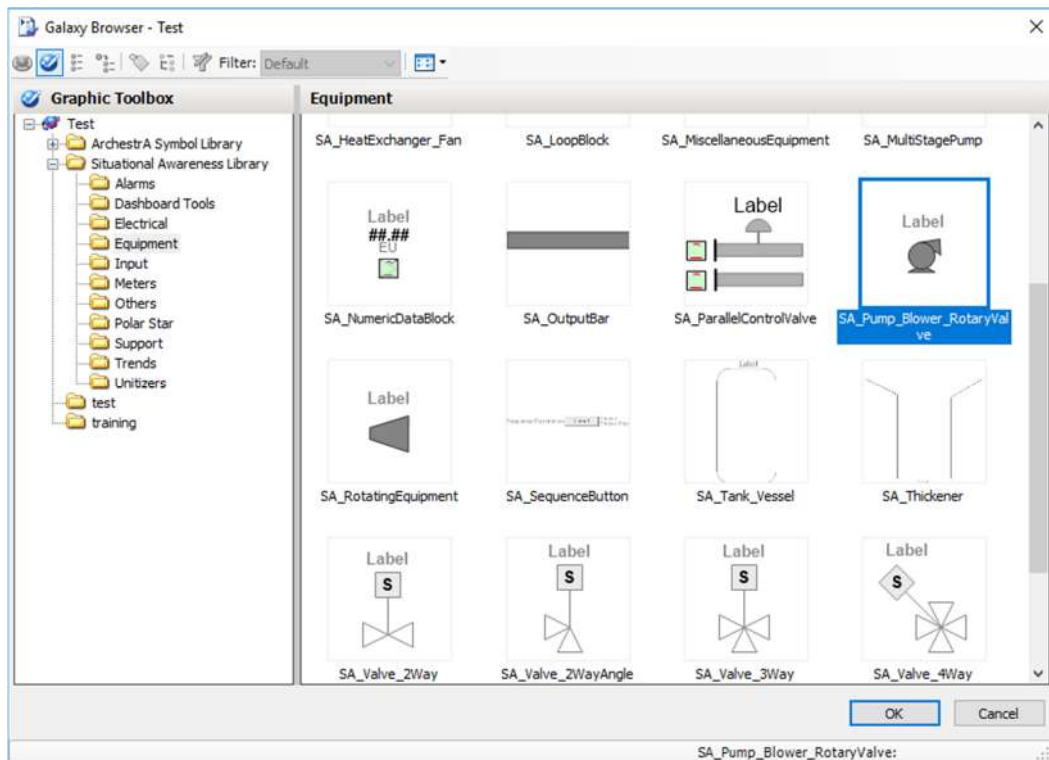 Galaxy Browser - Test
Filter: Default
Graphic Toolbox
Test
ArchestrA Symbol Library
Situational Awareness Library
Alarms
Dashboard Tools
Electrical
Equipment
Input
Meters
Others
Polar Star
Support
Trends
Unitizers
test
training
Equipment
SA_HeatExchanger_Fan
SA_LoopBlock
SA_MiscellaneousEquipment
SA_MultiStagePump
Label
##.##
EU
SA_NumericDataBlock
SA_OutputBar
Label
SA_ParallelControlValve
Label
SA_Pump_Blower_RotaryVal
ve
Label
SA_RotatingEquipment
SA_SequenceButton
Label
SA_Tank_Vessel
SA_Thickener
Label
S
SA_Valve_2Way
Label
S
SA_Valve_2WayAngle
Label
S
SA_Valve_3Way
Label
S
SA_Valve_4Way
OK
Cancel
SA_Pump_Blower_RotaryValve: